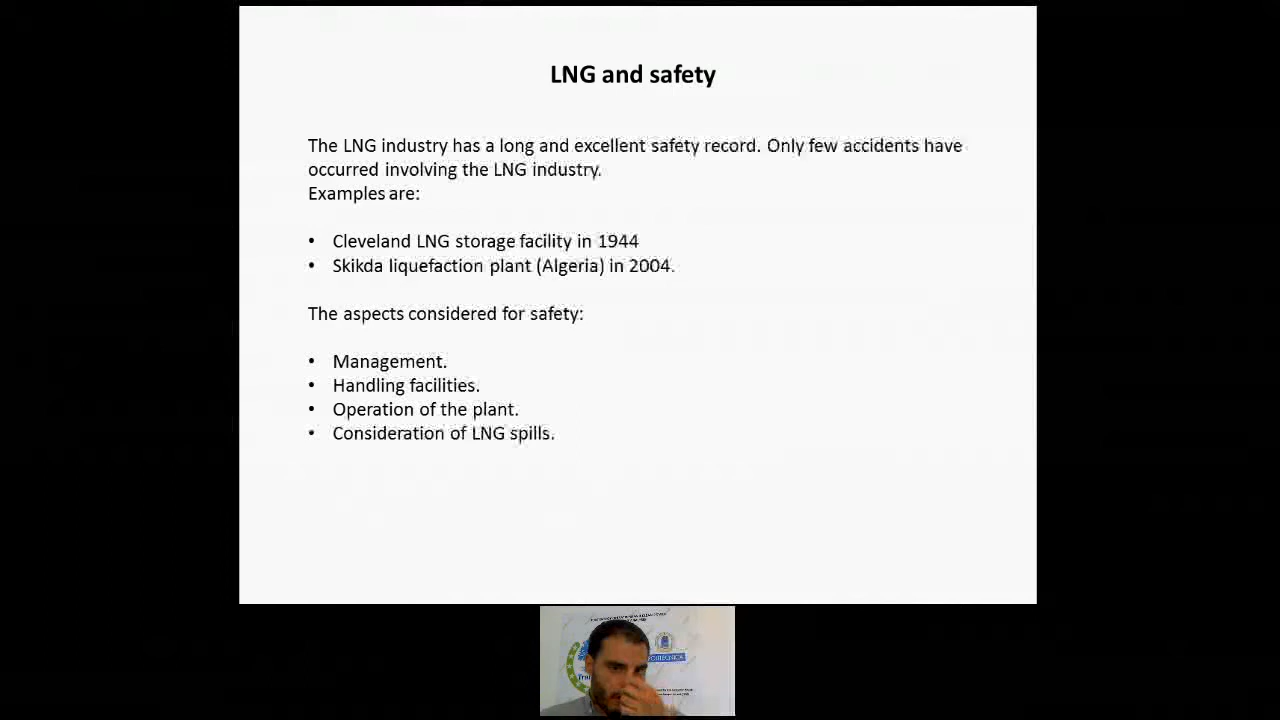 LNG and safety
The LNG industry has a long and excellent safety record. Only few accidents have
occurred involving the LNG industry.
Examples are:
• Cleveland LNG storage facility in 1944
• Skikda liquefaction plant (Algeria) in 2004.
The aspects considered for safety:
• Management.
• Handling facilities.
• Operation of the plant.
• Consideration of LNG spills.